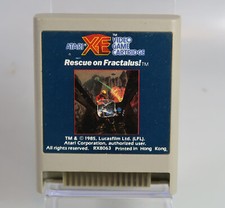 ATARI XE™ VIDEO GAME CARTRIDGE
Rescue on Fractalus!™
TM & © 1985, Lucasfilm Ltd. (LFL).
Atari Corporation, authorized user.
All rights reserved. RX8063 Printed in Hong Kong.